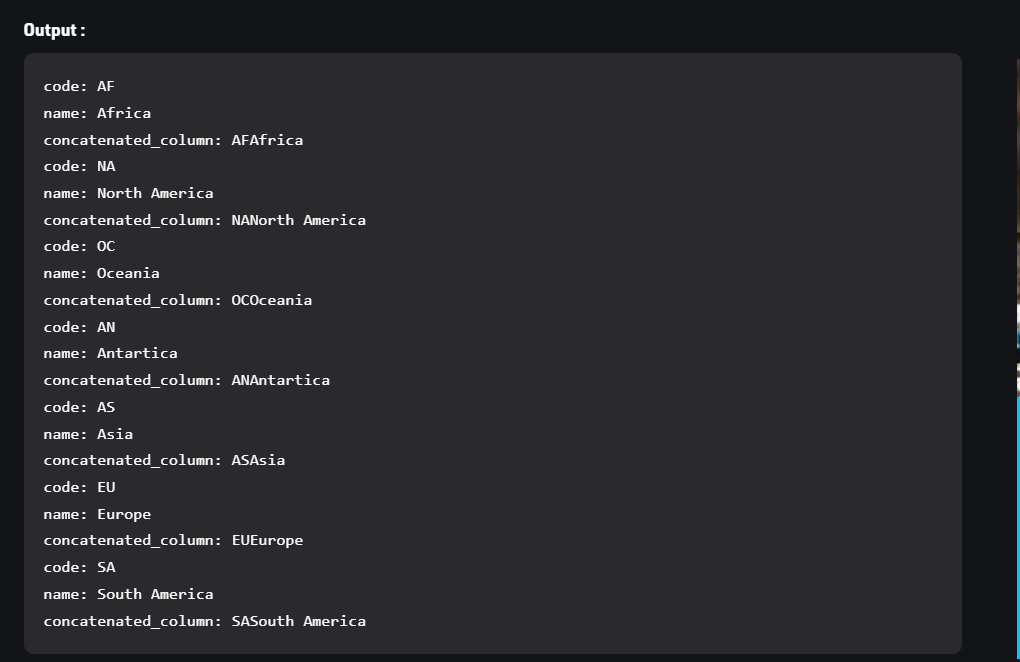 Output :
code: AF
name: Africa
concatenated_column: AFAfrica
code: NA
name: North America
concatenated_column: NANorth America
code: OC
name: Oceania
concatenated_column: OCOceania
code: AN
name: Antartica
concatenated_column: ANAntartica
code: AS
name: Asia
concatenated_column: ASAsia
code: EU
name: Europe
concatenated_column: EUEurope
code: SA
name: South America
concatenated_column: SASouth America